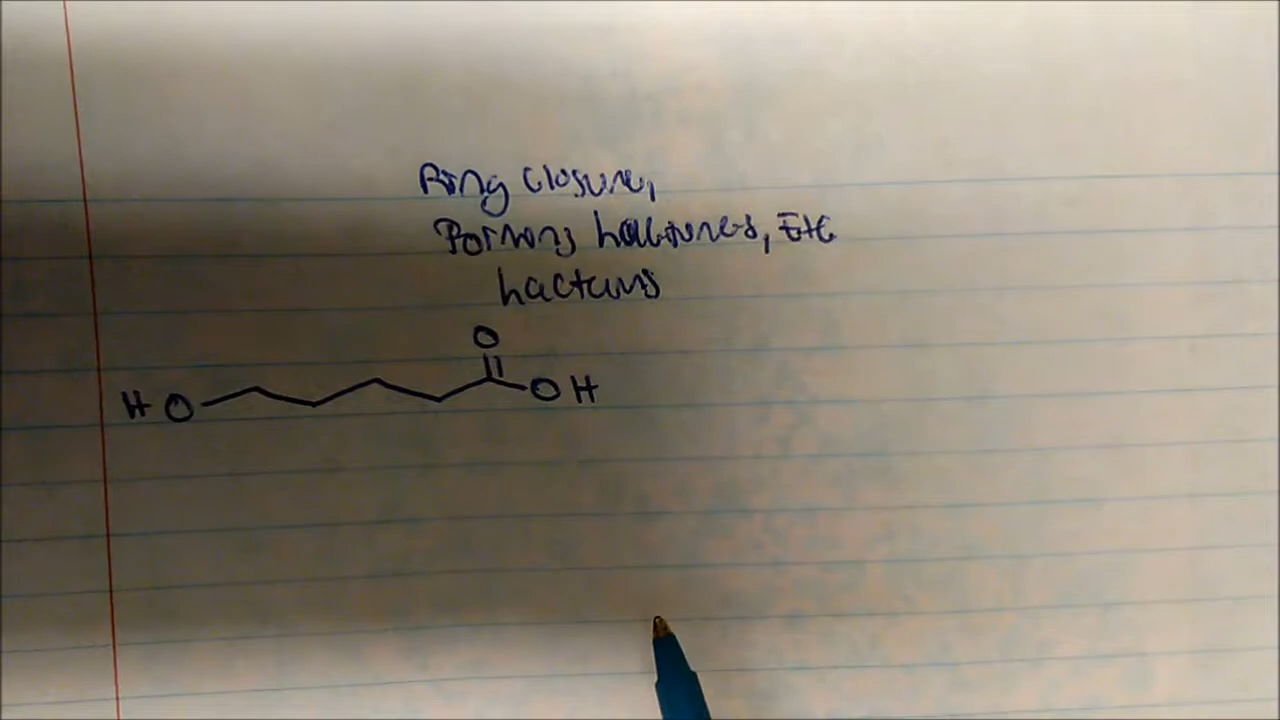 Ring closure,
Forming Lactones, Etc
Lactams
O
HO OH